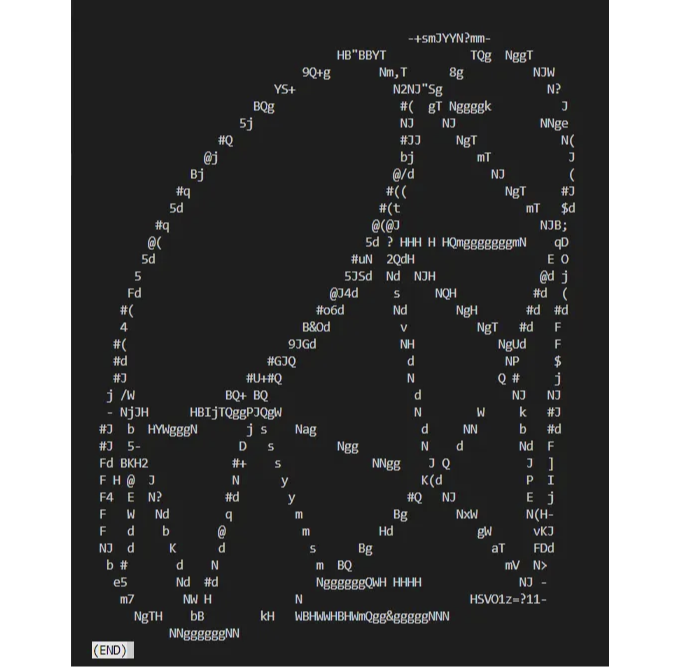 -+smJYYN?mm-
HB"BBYT TQg NggT
9Q+g Nm,T 8g NJW
YS+ N2NJ"Sg N?
BQg #( gT Nggggk J
5j NJ NJ NNge
#Q #JJ NgT N(
@j bj mT J
Bj @/d NJ (
#q #(( NgT #J
5d #(t mT $d
#q @(@J NJB;
@( 5d ? HHH H HQmgggggggmN qD
5d #uN 2QdH E O
5 5JSd Nd NJH @d j
Fd @J4d s NQH #d (
#( #o6d Nd NgH #d #d
4 B&Od v NgT #d F
#( 9JGd NH NgUd F
#d #GJQ d NP $
#J #U+#Q N Q # j
j /W BQ+ BQ d NJ NJ
- NjJH HBIjTQggPJQgW N W k #J
#J b HYWgggN j s Nag d NN b #d
#J 5- D s Ngg N d Nd F
Fd BKH2 #+ s NNgg J Q J ]
F H @ J N y K(d P I
F4 E N? #d y #Q NJ E j
F W Nd q m Bg NxW N(H-
F d b @ m Hd gW vKJ
NJ d K d s Bg aT FDd
b # d N m BQ mV N>
e5 Nd #d NggggggQWH HHHH NJ -
m7 NW H N HSVO1z=?11-
NgTH bB kH WBHWWHBHWmQgg&gggggNNN
NNggggggNN
(END)